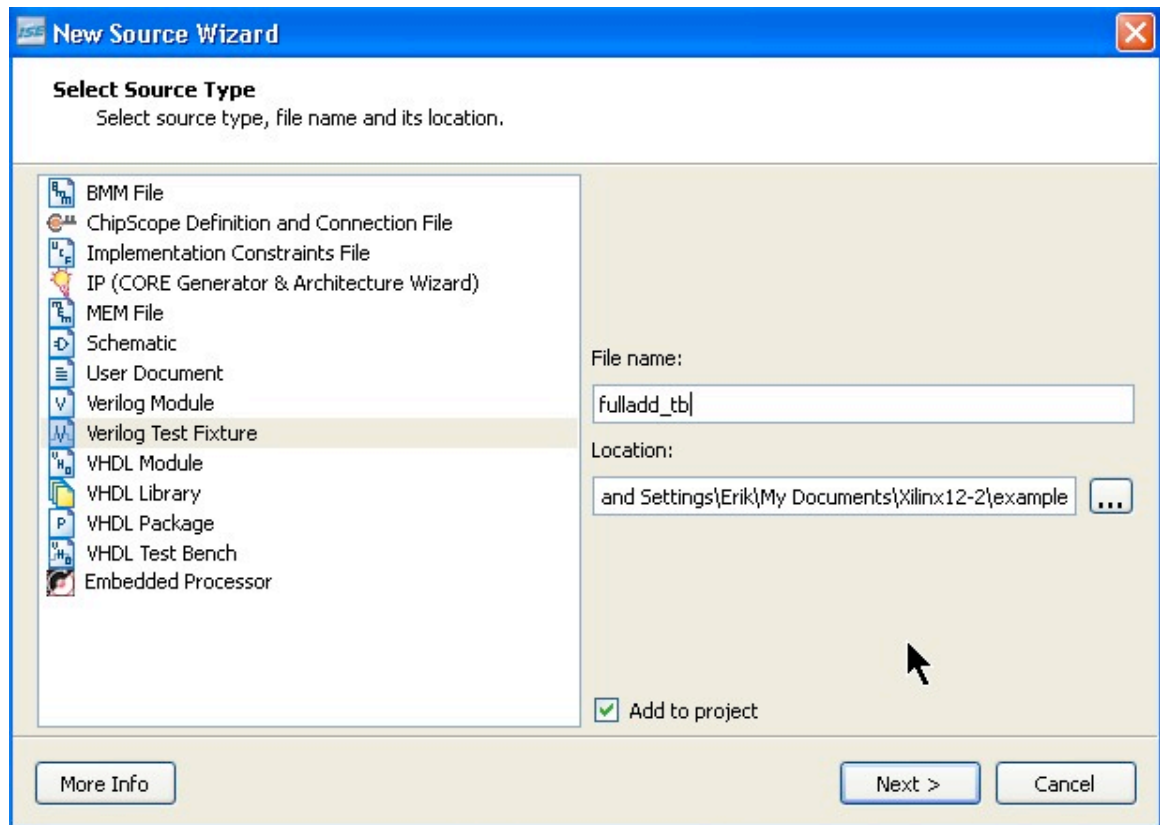 ISE New Source Wizard
Select Source Type
Select source type, file name and its location.
BMM File
ChipScope Definition and Connection File
Implementation Constraints File
IP (CORE Generator & Architecture Wizard)
MEM File
Schematic
User Document
Verilog Module
Verilog Test Fixture
VHDL Module
VHDL Library
VHDL Package
VHDL Test Bench
Embedded Processor
File name:
fulladd_tb
Location:
and Settings\Erik\My Documents\Xilinx12-2\example
...
Add to project
More Info
Next >
Cancel